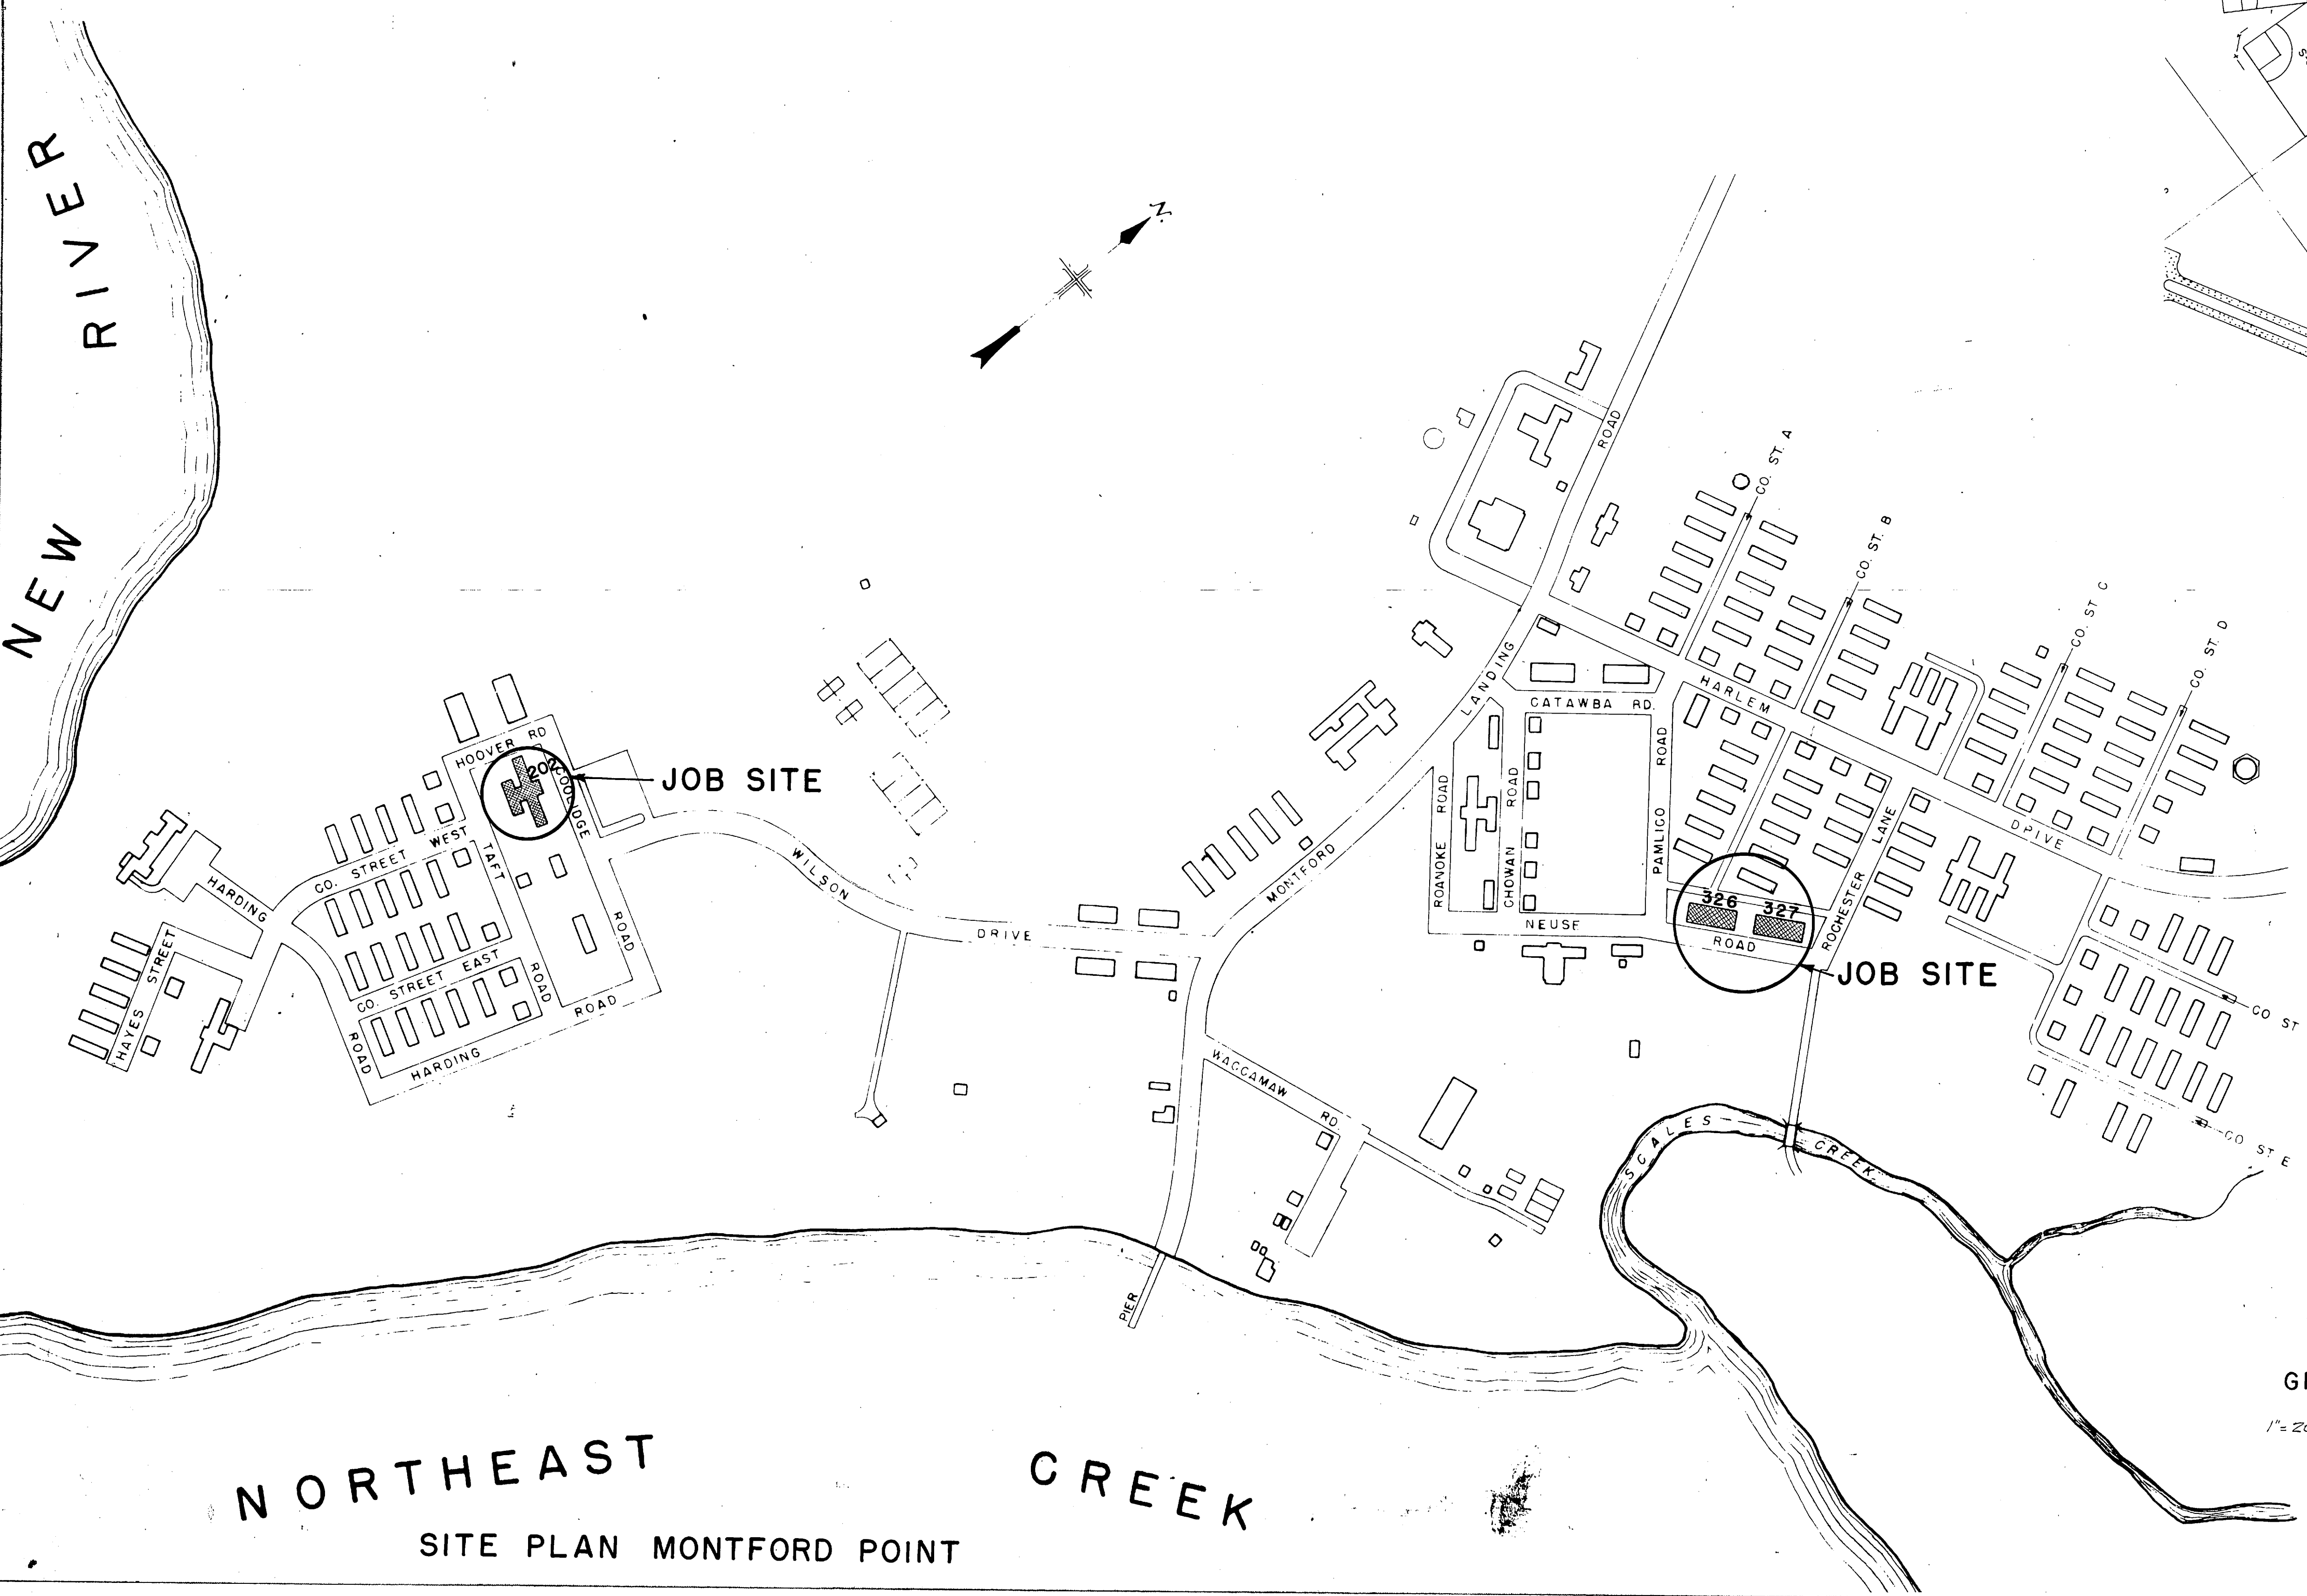 NEW RIVER
N.
ROAD
CO. ST. A
CO. ST. B
CO. ST C
CO. ST. D
LANDING
HARLEM
CATAWBA RD.
HOOVER RD
202
COOLIDGE
JOB SITE
ROAD
PAMLICO
ROANOKE ROAD
CHOWAN ROAD
WEST
CO. STREET
TAFT
WILSON
MONTFORD
LANE
HARDING
326
327
ROCHESTER
NEUSE
ROAD
DRIVE
ROAD
JOB SITE
HAYES STREET
CO. STREET EAST
ROAD
ROAD
CO ST
ROAD
HARDING
WACCAMAW RD.
SCALES CREEK
CO ST E
PIER
NORTHEAST CREEK
SITE PLAN MONTFORD POINT